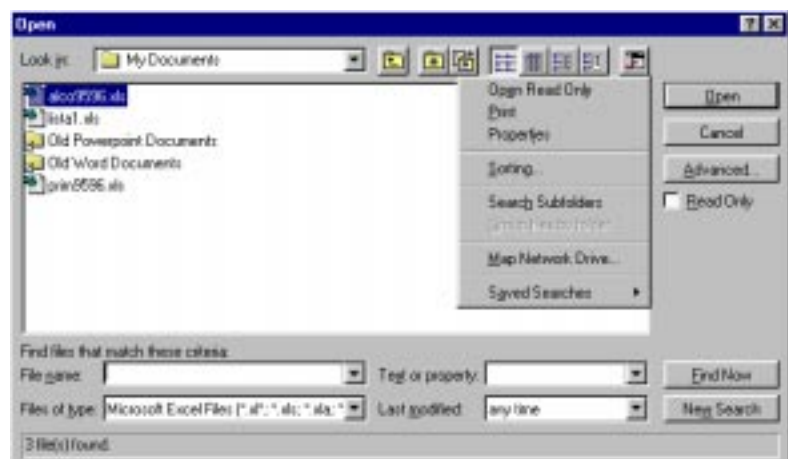 Open
Look in:
My Documents
alco9596.xls
lista1.xls
Old Powerpoint Documents
Old Word Documents
prim9596.xls
Open Read Only
Print
Properties
Sorting...
Search Subfolders
Map Network Drive...
Saved Searches
Open
Cancel
Advanced...
Read Only
Find files that match these criteria:
File name:
Text or property:
Find Now
Files of type:
Microsoft Excel Files (*.xl*; *.xls; *.xla; *
Last modified:
any time
New Search
3 file(s) found.